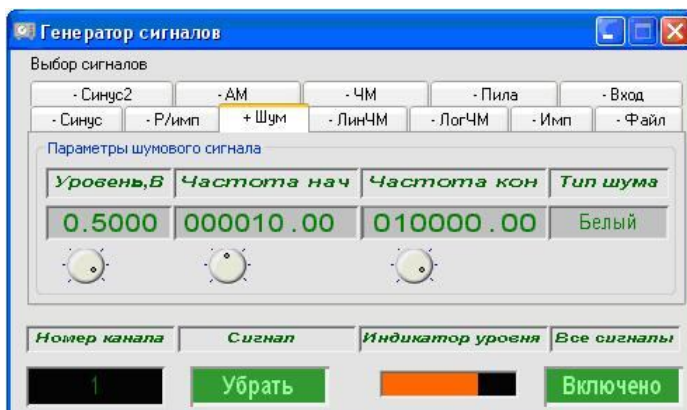 Генератор сигналов
Выбор сигналов
- Синус2 - АМ - ЧМ - Пила - Вход
- Синус - Р/имп + Шум - ЛинЧМ - ЛогЧМ - Имп - Файл
Параметры шумового сигнала
Уровень,В Частота нач Частота кон Тип шума
0.5000 000010.00 010000.00 Белый
Номер канала Сигнал Индикатор уровня Все сигналы
1 Убрать Включено